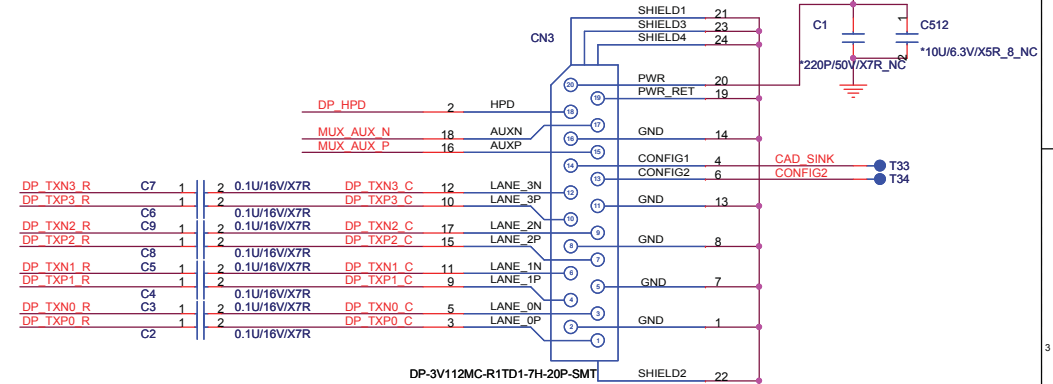 SHIELD1 21
CN3 SHIELD3 23
SHIELD4 24
C1 1 C512
*220P/50V/X7R_NC 2 *10U/6.3V/X5R_8_NC
20 PWR 20
19 PWR_RET 19
DP_HPD 2 HPD 18
MUX_AUX_N 18 AUXN 17
16 GND 14
MUX_AUX_P 16 AUXP 15
14 CONFIG1 4 CAD_SINK T33
13 CONFIG2 6 CONFIG2 T34
DP_TXN3_R C7 1 2 0.1U/16V/X7R DP_TXN3_C 12 LANE_3N 12
DP_TXP3_R 1 2 DP_TXP3_C 10 LANE_3P 11 GND 13
C6 0.1U/16V/X7R 10
DP_TXN2_R C9 1 2 0.1U/16V/X7R DP_TXN2_C 17 LANE_2N 9
DP_TXP2_R 1 2 DP_TXP2_C 15 LANE_2P 8 GND 8
C8 0.1U/16V/X7R 7
DP_TXN1_R C5 1 2 0.1U/16V/X7R DP_TXN1_C 11 LANE_1N 6
DP_TXP1_R 1 2 DP_TXP1_C 9 LANE_1P 5 GND 7
C4 0.1U/16V/X7R 4
DP_TXN0_R C3 1 2 0.1U/16V/X7R DP_TXN0_C 5 LANE_0N 3
DP_TXP0_R 1 2 DP_TXP0_C 3 LANE_0P 2 GND 1
C2 0.1U/16V/X7R 1
3
DP-3V112MC-R1TD1-7H-20P-SMT SHIELD2 22